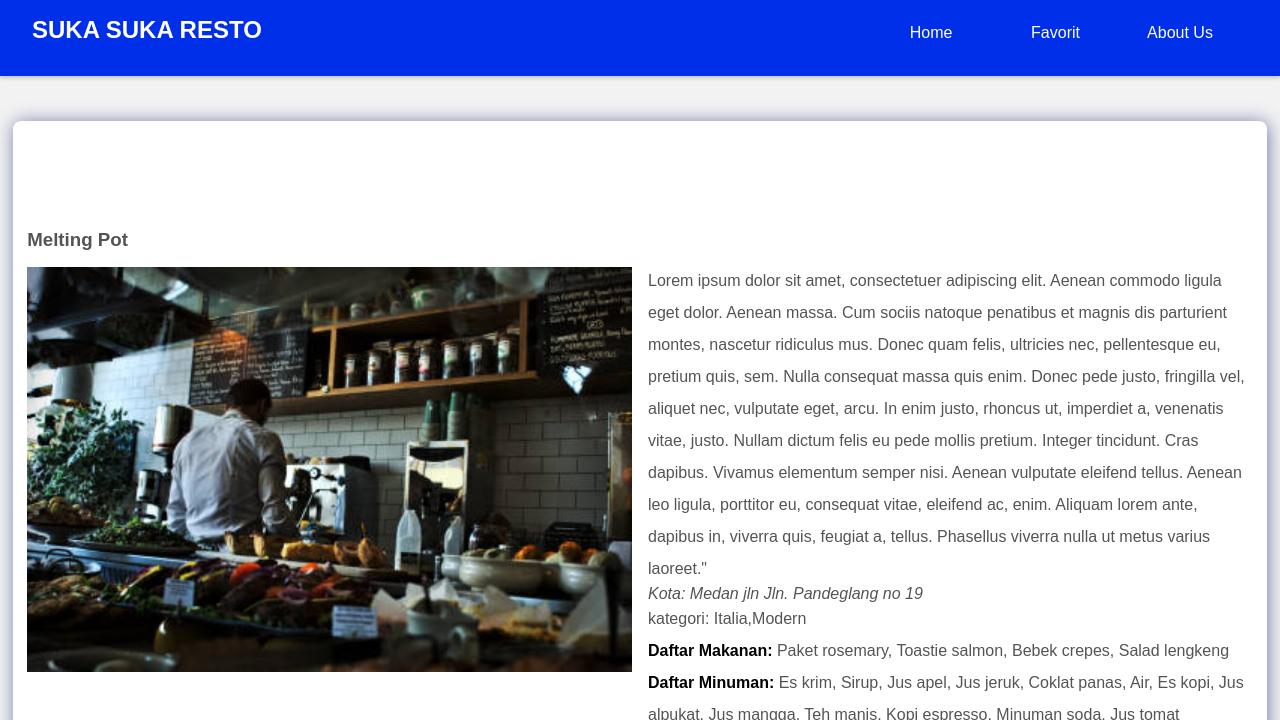 SUKA SUKA RESTO
Home
Favorit
About Us
Melting Pot
Lorem ipsum dolor sit amet, consectetuer adipiscing elit. Aenean commodo ligula
eget dolor. Aenean massa. Cum sociis natoque penatibus et magnis dis parturient
montes, nascetur ridiculus mus. Donec quam felis, ultricies nec, pellentesque eu,
pretium quis, sem. Nulla consequat massa quis enim. Donec pede justo, fringilla vel,
aliquet nec, vulputate eget, arcu. In enim justo, rhoncus ut, imperdiet a, venenatis
vitae, justo. Nullam dictum felis eu pede mollis pretium. Integer tincidunt. Cras
dapibus. Vivamus elementum semper nisi. Aenean vulputate eleifend tellus. Aenean
leo ligula, porttitor eu, consequat vitae, eleifend ac, enim. Aliquam lorem ante,
dapibus in, viverra quis, feugiat a, tellus. Phasellus viverra nulla ut metus varius
laoreet."
Kota: Medan jln Jln. Pandeglang no 19
kategori: Italia,Modern
Daftar Makanan: Paket rosemary, Toastie salmon, Bebek crepes, Salad lengkeng
Daftar Minuman: Es krim, Sirup, Jus apel, Jus jeruk, Coklat panas, Air, Es kopi, Jus
alpukat, Jus mangga, Teh manis, Kopi espresso, Minuman soda, Jus tomat